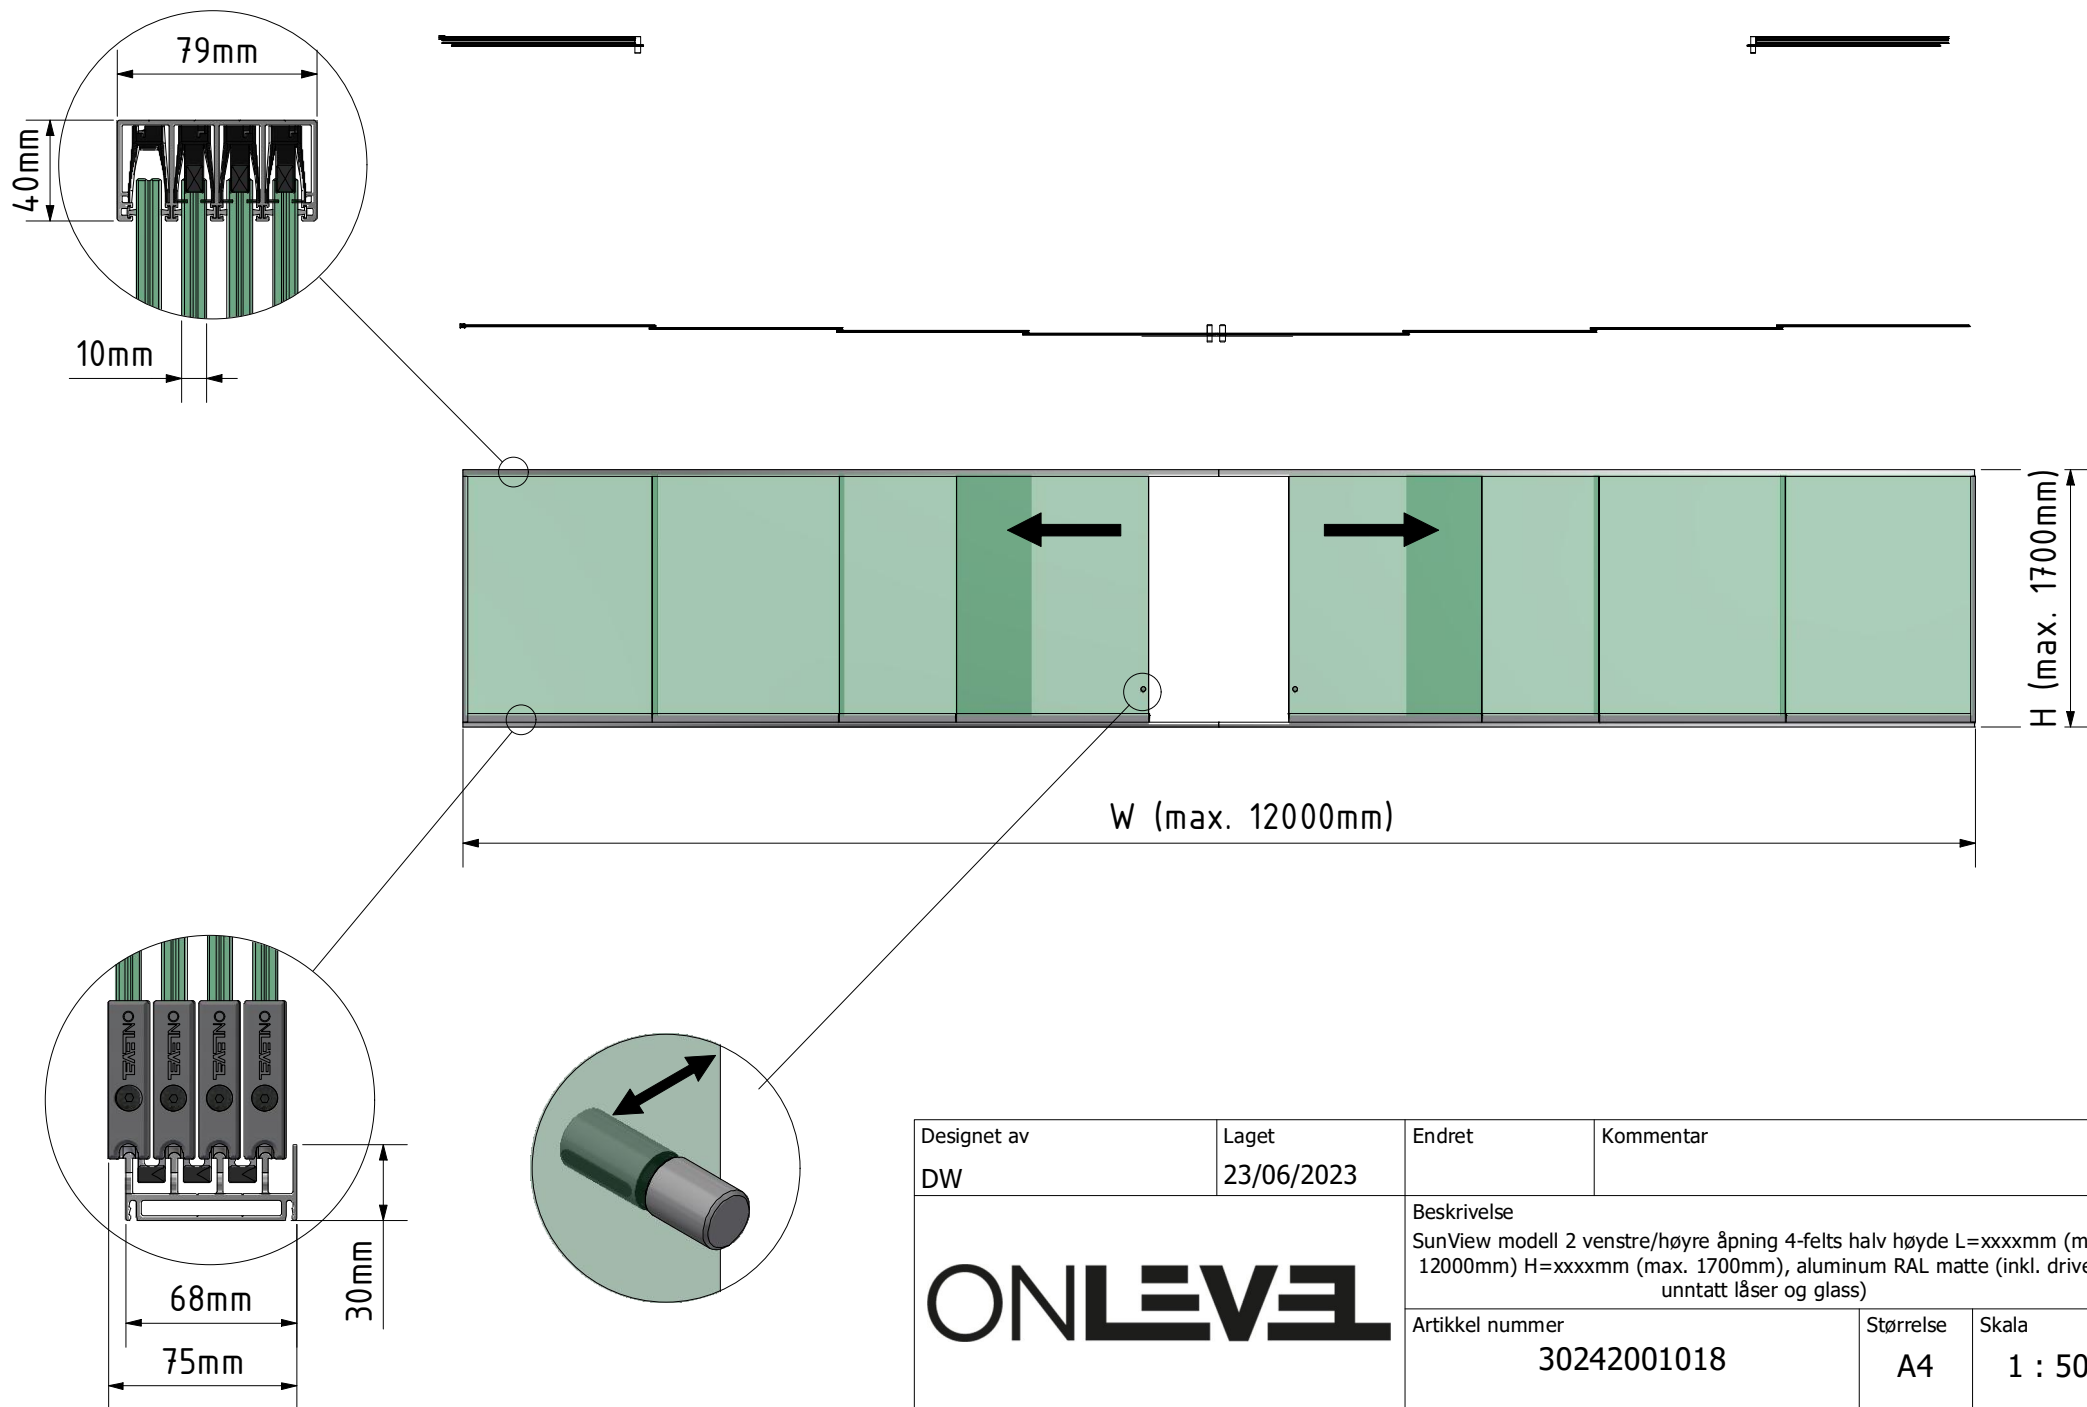 79mm
40mm
10mm
H (max. 1700mm)
W (max. 12000mm)
ONLEVEL ONLEVEL ONLEVEL ONLEVEL
30mm
68mm
75mm
Designet av
DW
Laget
23/06/2023
Endret
Kommentar
ONLEVEL
Beskrivelse
SunView modell 2 venstre/høyre åpning 4-felts halv høyde L=xxxxmm (m
12000mm) H=xxxxmm (max. 1700mm), aluminum RAL matte (inkl. drive
unntatt låser og glass)
Artikkel nummer
30242001018
Størrelse
A4
Skala
1 : 50